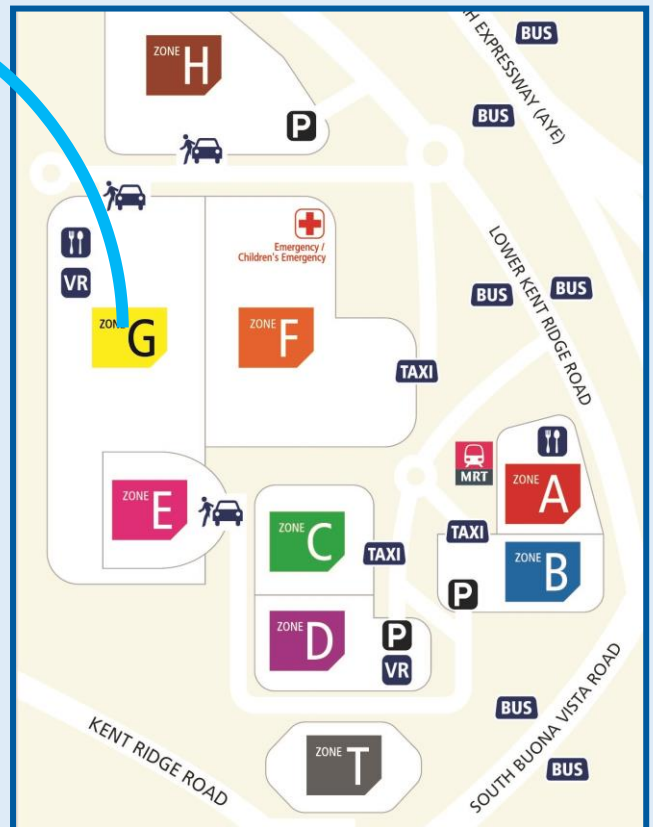 BUS
H EXPRESSWAY (AYE)
ZONE H
P
BUS
Emergency /
Children's Emergency
VR
LOWER KENT RIDGE ROAD
BUS
BUS
ZONE G
ZONE F
TAXI
MRT
ZONE A
ZONE E
ZONE C
TAXI
TAXI
ZONE B
P
ZONE D
P
VR
BUS
SOUTH BUONA VISTA ROAD
KENT RIDGE ROAD
ZONE T
BUS